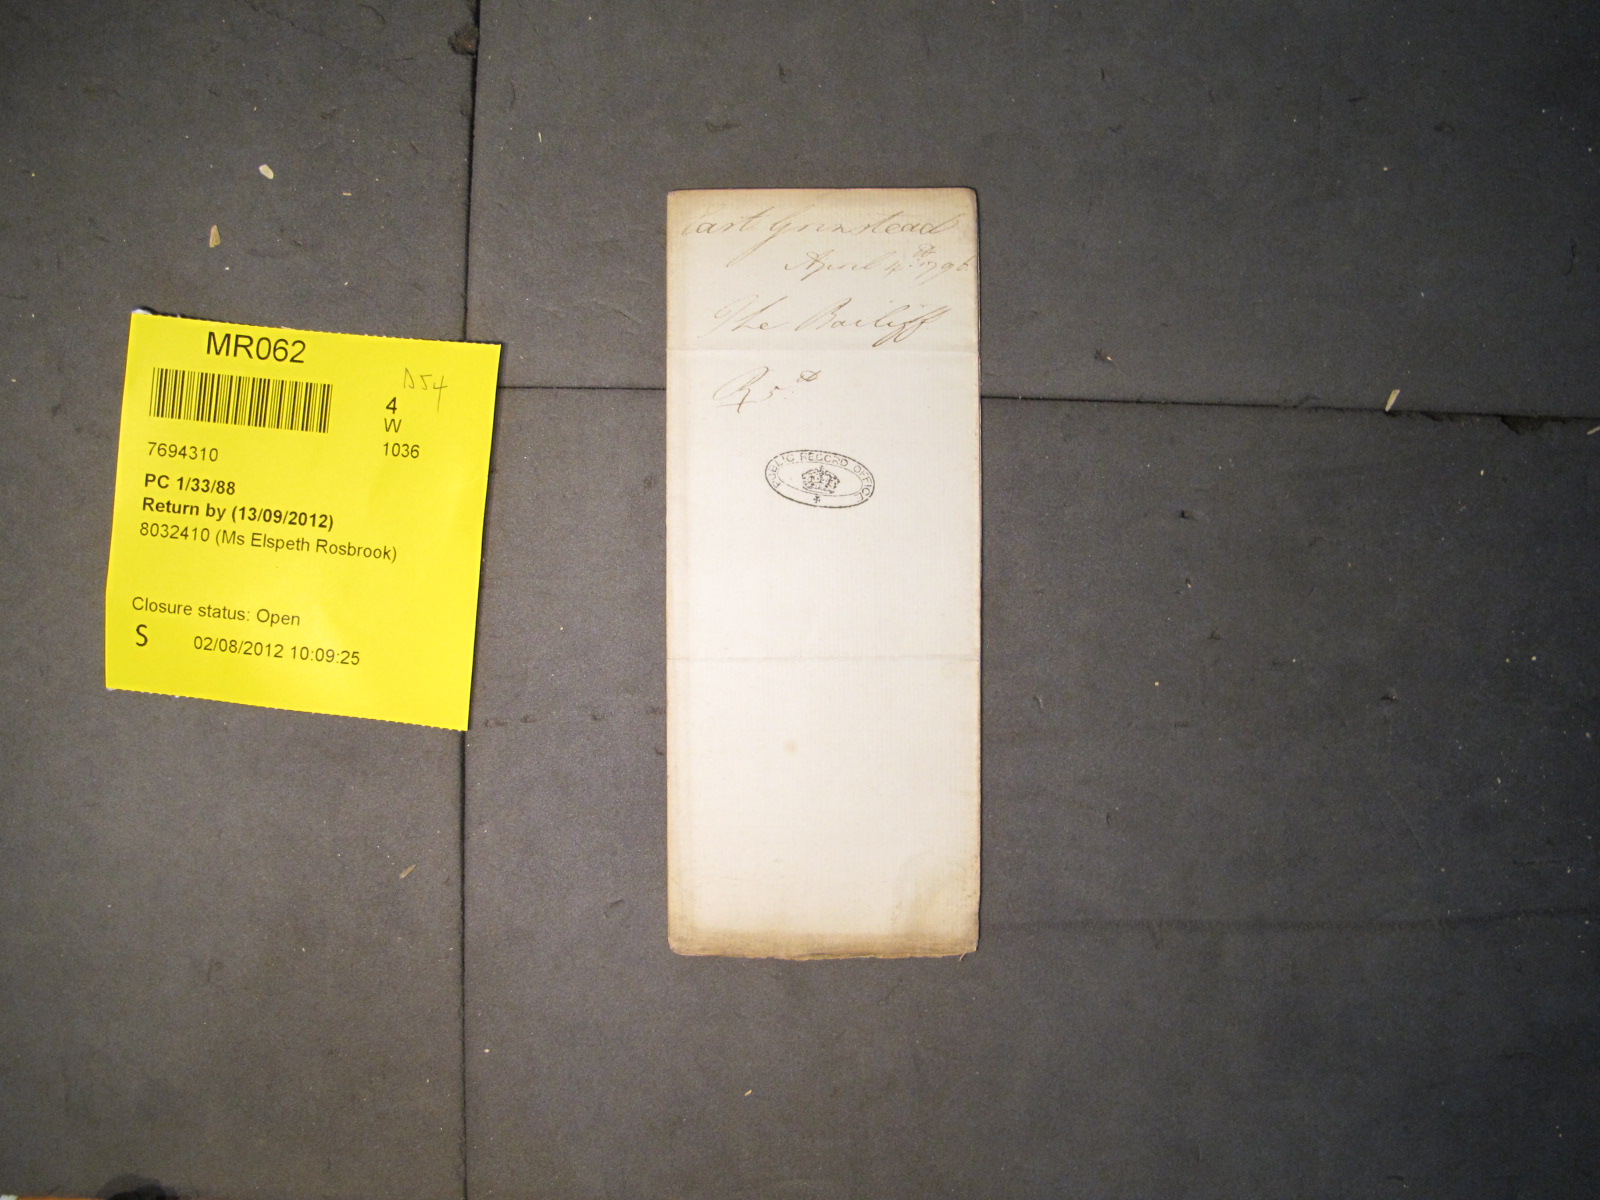 MR062
D54
4
W
7694310
1036
PC 1/33/88
Return by (13/09/2012)
8032410 (Ms Elspeth Rosbrook)
Closure status: Open
S 02/08/2012 10:09:25
East Grinstead
April 4th 1796
The Bailiff
R 5th
PUBLIC RECORD OFFICE